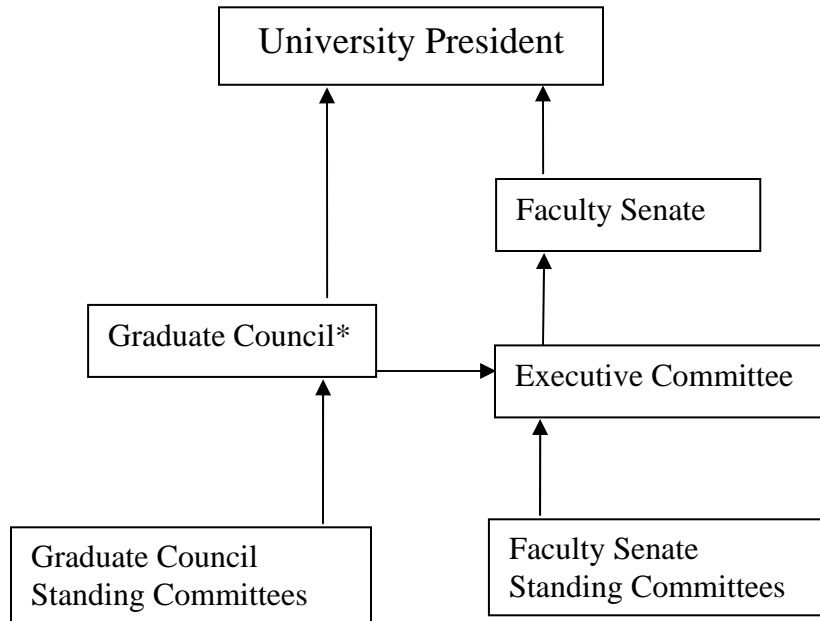 University President
Faculty Senate
Graduate Council*
Executive Committee
Graduate Council
Standing Committees
Faculty Senate
Standing Committees